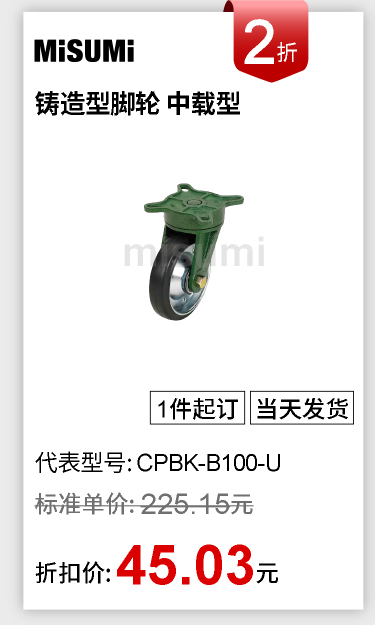 MiSUMi
2折
铸造型脚轮 中载型
misumi
1件起订 当天发货
代表型号: CPBK-B100-U
标准单价: 225.15元
折扣价: 45.03元